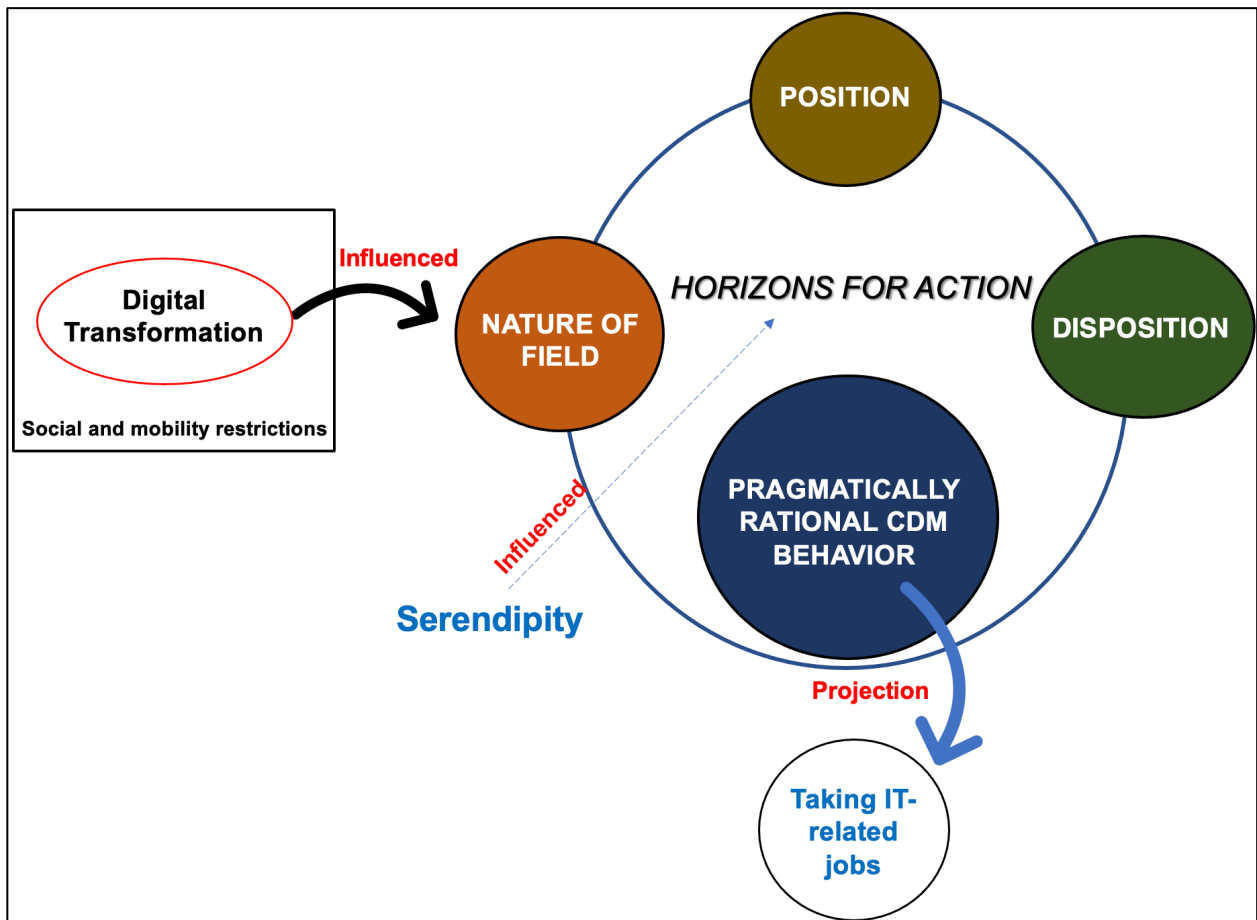 POSITION
Influenced
Digital
Transformation
Social and mobility restrictions
NATURE OF
FIELD
HORIZONS FOR ACTION
DISPOSITION
PRAGMATICALLY
RATIONAL CDM
BEHAVIOR
Influenced
Serendipity
Projection
Taking IT-
related
jobs